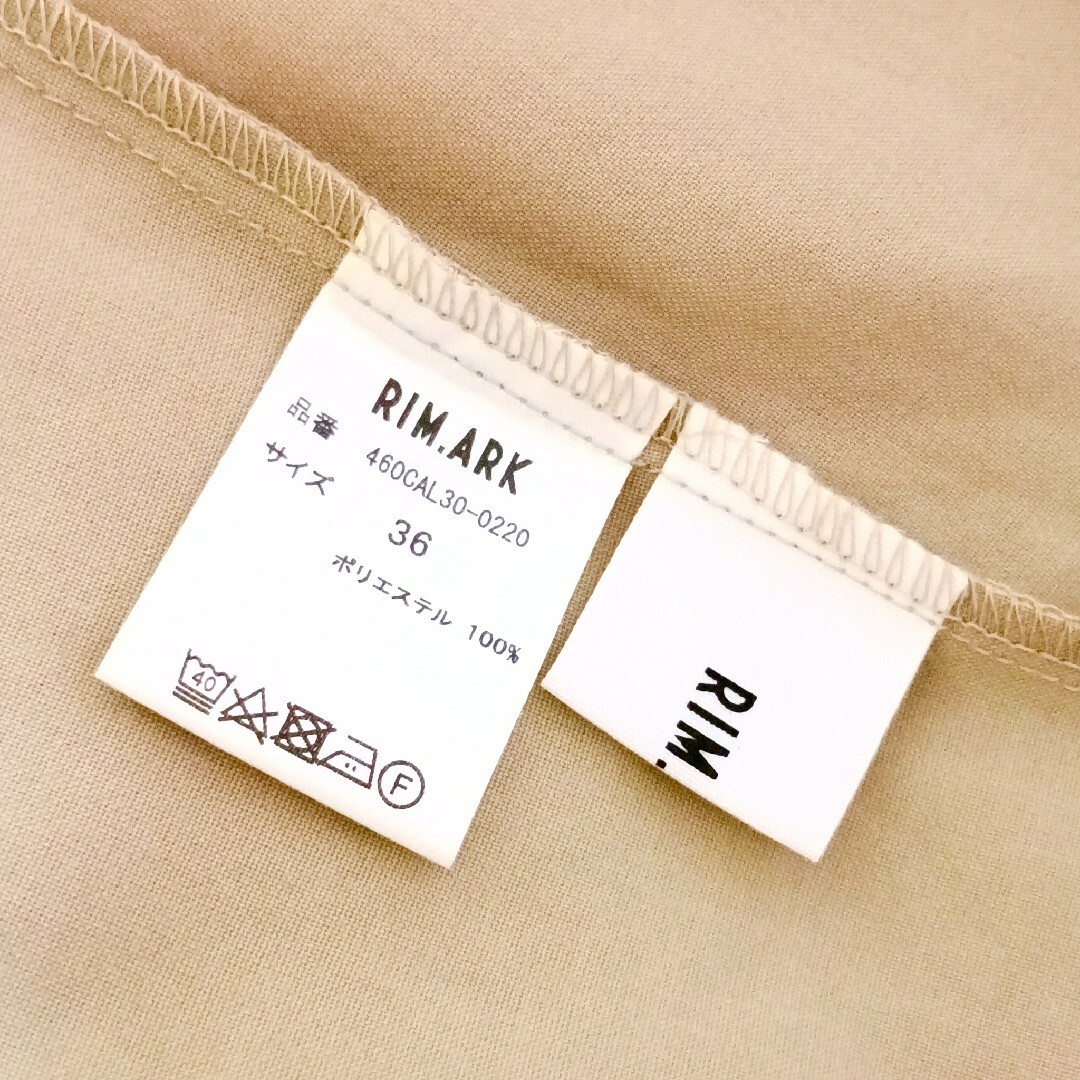 RIM.ARK
品番 460CAL30-0220
サイズ 36
ポリエステル 100%
40
F
RIM.